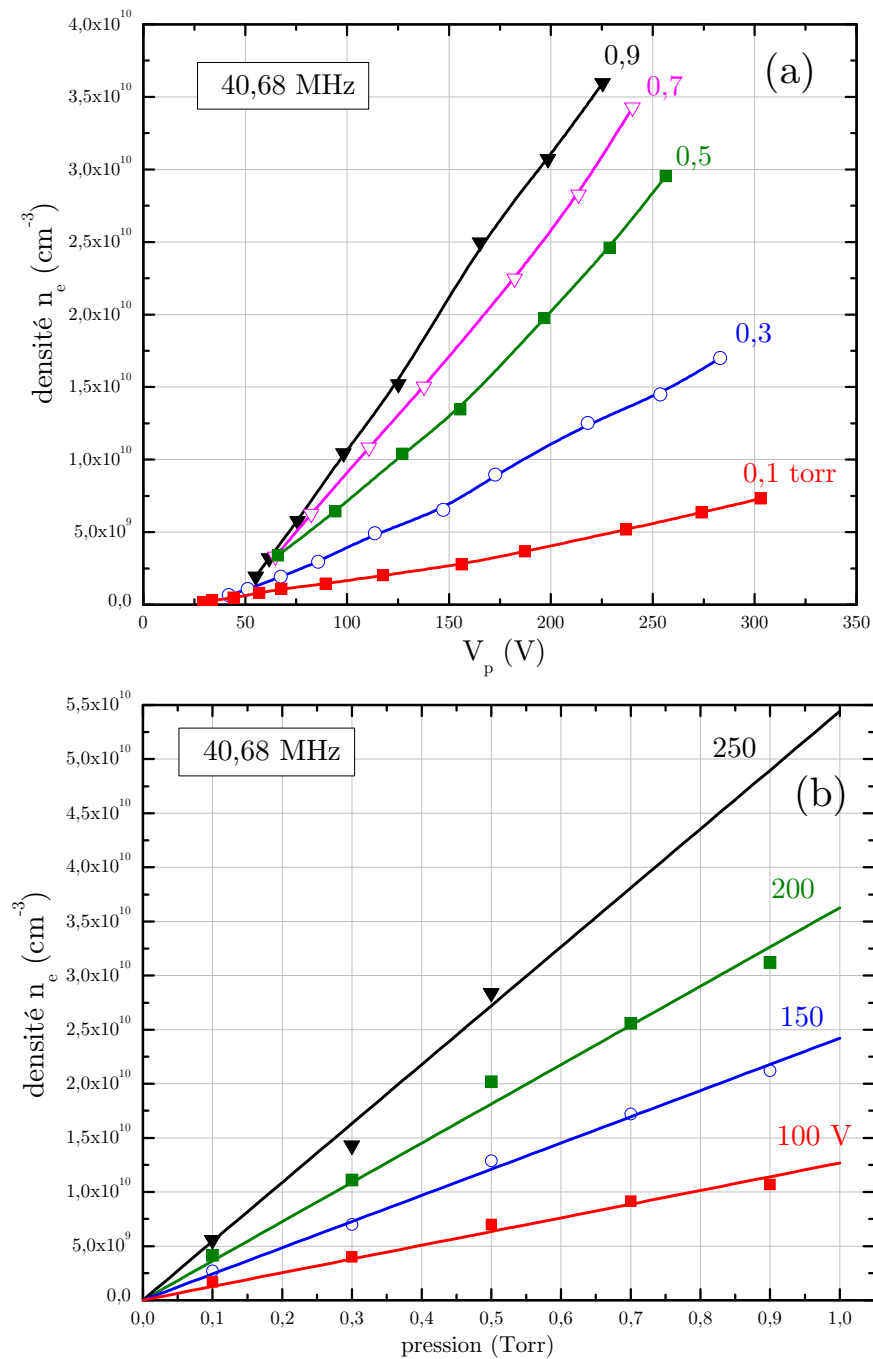 4,0x10^10
0,9
(a)
40,68 MHz
0,7
3,5x10^10
3,0x10^10
0,5
2,5x10^10
densité n_e (cm^-3)
2,0x10^10
0,3
1,5x10^10
1,0x10^10
0,1 torr
5,0x10^9
0,0
0 50 100 150 200 250 300 350
V_p (V)
5,5x10^10
40,68 MHz
250
5,0x10^10
(b)
4,5x10^10
4,0x10^10
200
3,5x10^10
3,0x10^10
densité n_e (cm^-3)
2,5x10^10
150
2,0x10^10
1,5x10^10
100 V
1,0x10^10
5,0x10^9
0,0
0,0 0,1 0,2 0,3 0,4 0,5 0,6 0,7 0,8 0,9 1,0
pression (Torr)